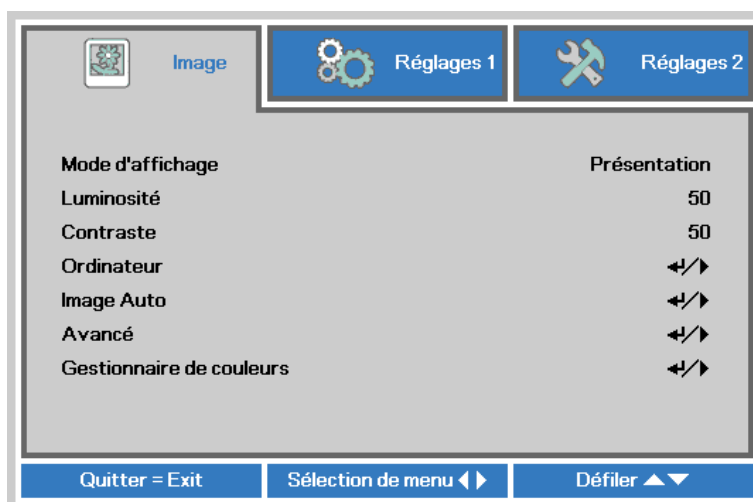 Image Réglages 1 Réglages 2
Mode d'affichage Présentation
Luminosité 50
Contraste 50
Ordinateur
Image Auto
Avancé
Gestionnaire de couleurs
Quitter = Exit Sélection de menu Défiler